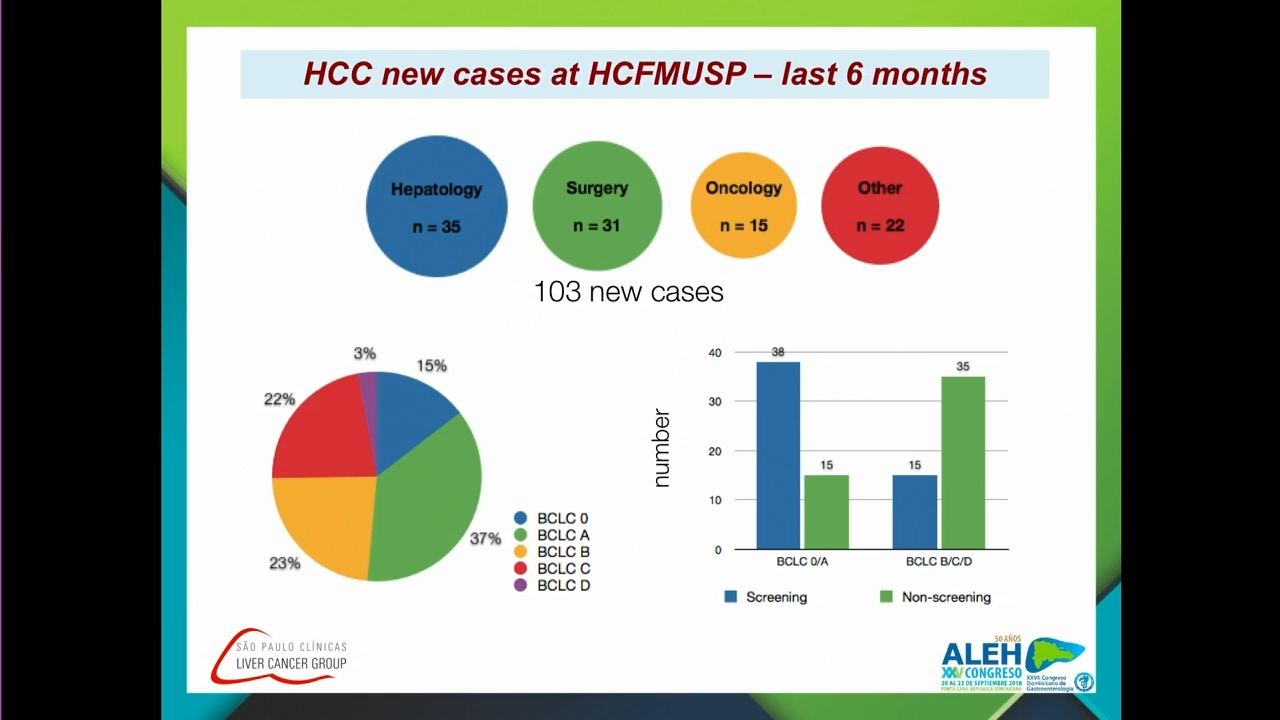 HCC new cases at HCFMUSP – last 6 months
Hepatology
n = 35
Surgery
n = 31
Oncology
n = 15
Other
n = 22
103 new cases
3%
15%
22%
37%
23%
BCLC 0
BCLC A
BCLC B
BCLC C
BCLC D
number
40
30
20
10
0
38
15
15
35
BCLC 0/A
BCLC B/C/D
Screening
Non-screening
SÃO PAULO CLÍNICAS
LIVER CANCER GROUP
50 AÑOS
ALEH
XXV CONGRESO
20 AL 23 DE SEPTIEMBRE 2018
PUNTA CANA, REPÚBLICA DOMINICANA
XXVII Congreso
Dominicano de
Gastroenterología